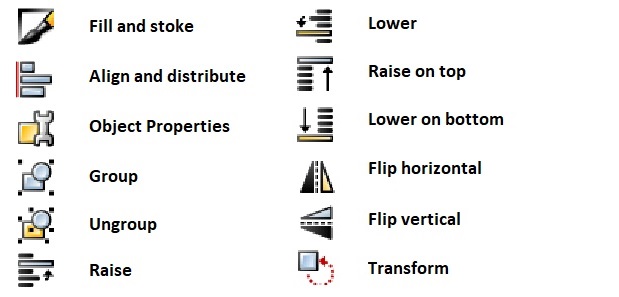 Fill and stoke
Align and distribute
Object Properties
Group
Ungroup
Raise
Lower
Raise on top
Lower on bottom
Flip horizontal
Flip vertical
Transform